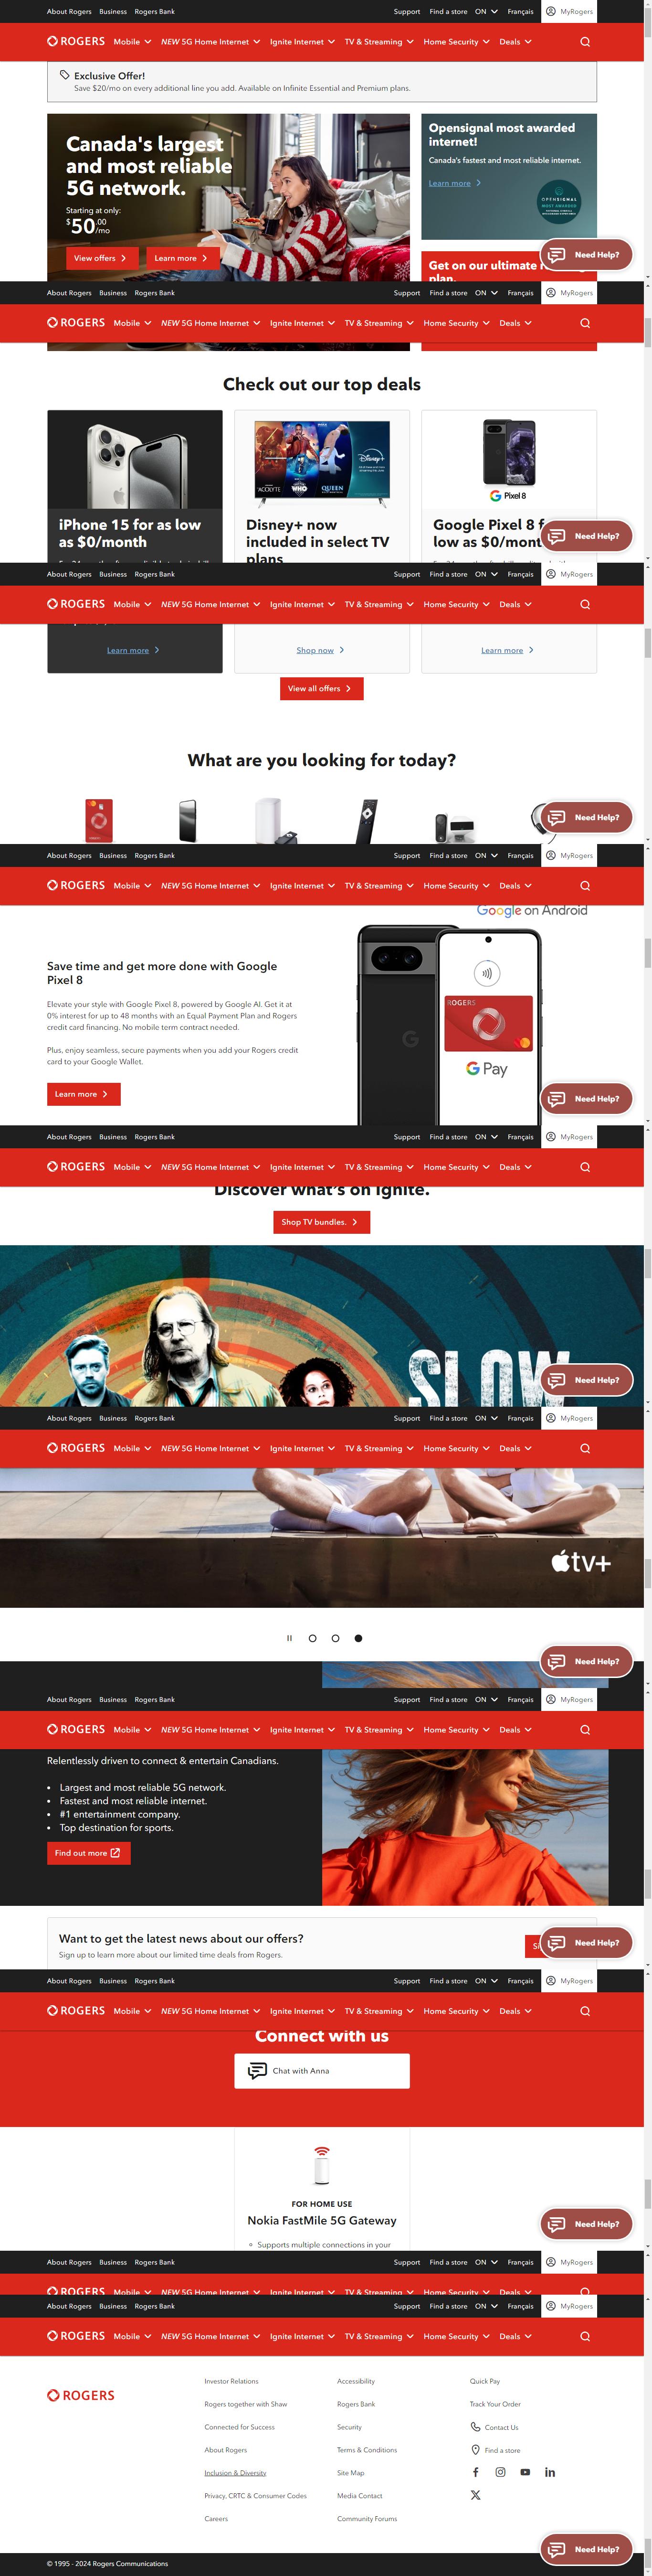 About Rogers Business Rogers Bank Support Find a store ON Français MyRogers
ROGERS Mobile NEW 5G Home Internet Ignite Internet TV & Streaming Home Security Deals
Exclusive Offer!
Save $20/mo on every additional line you add. Available on Infinite Essential and Premium plans.
Canada's largest
and most reliable
5G network.
Starting at only:
$50.00
/mo
View offers
Learn more
Opensignal most awarded
internet!
Canada's fastest and most reliable internet.
Learn more
OPENSIGNAL
MOST AWARDED
Get on our ultimate
plan.
Need Help?
About Rogers Business Rogers Bank Support Find a store ON Français MyRogers
ROGERS Mobile NEW 5G Home Internet Ignite Internet TV & Streaming Home Security Deals
Check out our top deals
iPhone 15 for as low
as $0/month
ACOLYTE
WHO
QUEEN
Disney+
Disney+ now
included in select TV
plans
Pixel 8
Google Pixel 8 f
low as $0/mont
Need Help?
About Rogers Business Rogers Bank Support Find a store ON Français MyRogers
ROGERS Mobile NEW 5G Home Internet Ignite Internet TV & Streaming Home Security Deals
Learn more
Shop now
Learn more
View all offers
What are you looking for today?
Need Help?
About Rogers Business Rogers Bank Support Find a store ON Français MyRogers
ROGERS Mobile NEW 5G Home Internet Ignite Internet TV & Streaming Home Security Deals
Google on Android
Save time and get more done with Google
Pixel 8
Elevate your style with Google Pixel 8, powered by Google AI. Get it at
0% interest for up to 48 months with an Equal Payment Plan and Rogers
credit card financing. No mobile term contract needed.
Plus, enjoy seamless, secure payments when you add your Rogers credit
card to your Google Wallet.
Learn more
ROGERS
G Pay
Need Help?
About Rogers Business Rogers Bank Support Find a store ON Français MyRogers
ROGERS Mobile NEW 5G Home Internet Ignite Internet TV & Streaming Home Security Deals
Discover what's on Ignite.
Shop TV bundles.
SLOW
Need Help?
About Rogers Business Rogers Bank Support Find a store ON Français MyRogers
ROGERS Mobile NEW 5G Home Internet Ignite Internet TV & Streaming Home Security Deals
tv+
Need Help?
About Rogers Business Rogers Bank Support Find a store ON Français MyRogers
ROGERS Mobile NEW 5G Home Internet Ignite Internet TV & Streaming Home Security Deals
Relentlessly driven to connect & entertain Canadians.
• Largest and most reliable 5G network.
• Fastest and most reliable internet.
• #1 entertainment company.
• Top destination for sports.
Find out more
Want to get the latest news about our offers?
Sign up to learn more about our limited time deals from Rogers.
Need Help?
About Rogers Business Rogers Bank Support Find a store ON Français MyRogers
ROGERS Mobile NEW 5G Home Internet Ignite Internet TV & Streaming Home Security Deals
Connect with us
Chat with Anna
FOR HOME USE
Nokia FastMile 5G Gateway
Supports multiple connections in your
Need Help?
About Rogers Business Rogers Bank Support Find a store ON Français MyRogers
ROGERS Mobile NEW 5G Home Internet Ignite Internet TV & Streaming Home Security Deals
About Rogers Business Rogers Bank Support Find a store ON Français MyRogers
ROGERS Mobile NEW 5G Home Internet Ignite Internet TV & Streaming Home Security Deals
ROGERS
Investor Relations
Rogers together with Shaw
Connected for Success
About Rogers
Inclusion & Diversity
Privacy, CRTC & Consumer Codes
Careers
Accessibility
Rogers Bank
Security
Terms & Conditions
Site Map
Media Contact
Community Forums
Quick Pay
Track Your Order
Contact Us
Find a store
Need Help?
© 1995 - 2024 Rogers Communications